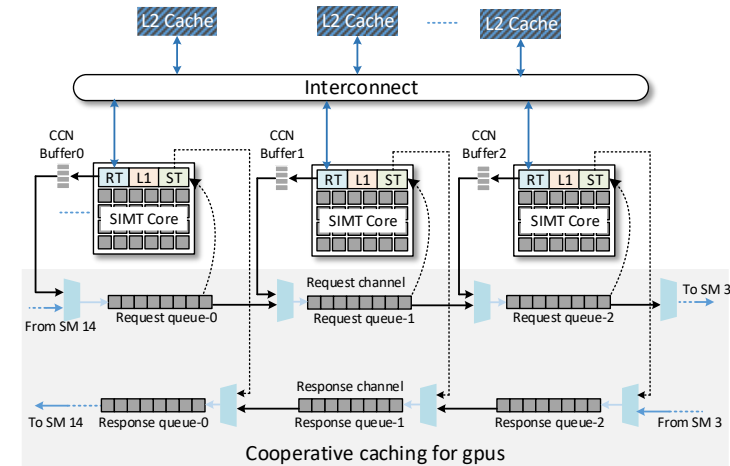 L2 Cache L2 Cache L2 Cache
Interconnect
CCN
Buffer0
CCN
Buffer1
CCN
Buffer2
RT L1 ST
RT L1 ST
RT L1 ST
SIMT Core
SIMT Core
SIMT Core
Request channel
To SM 3
From SM 14
Request queue-0
Request queue-1
Request queue-2
Response channel
To SM 14
Response queue-0
Response queue-1
Response queue-2
From SM 3
Cooperative caching for gpus